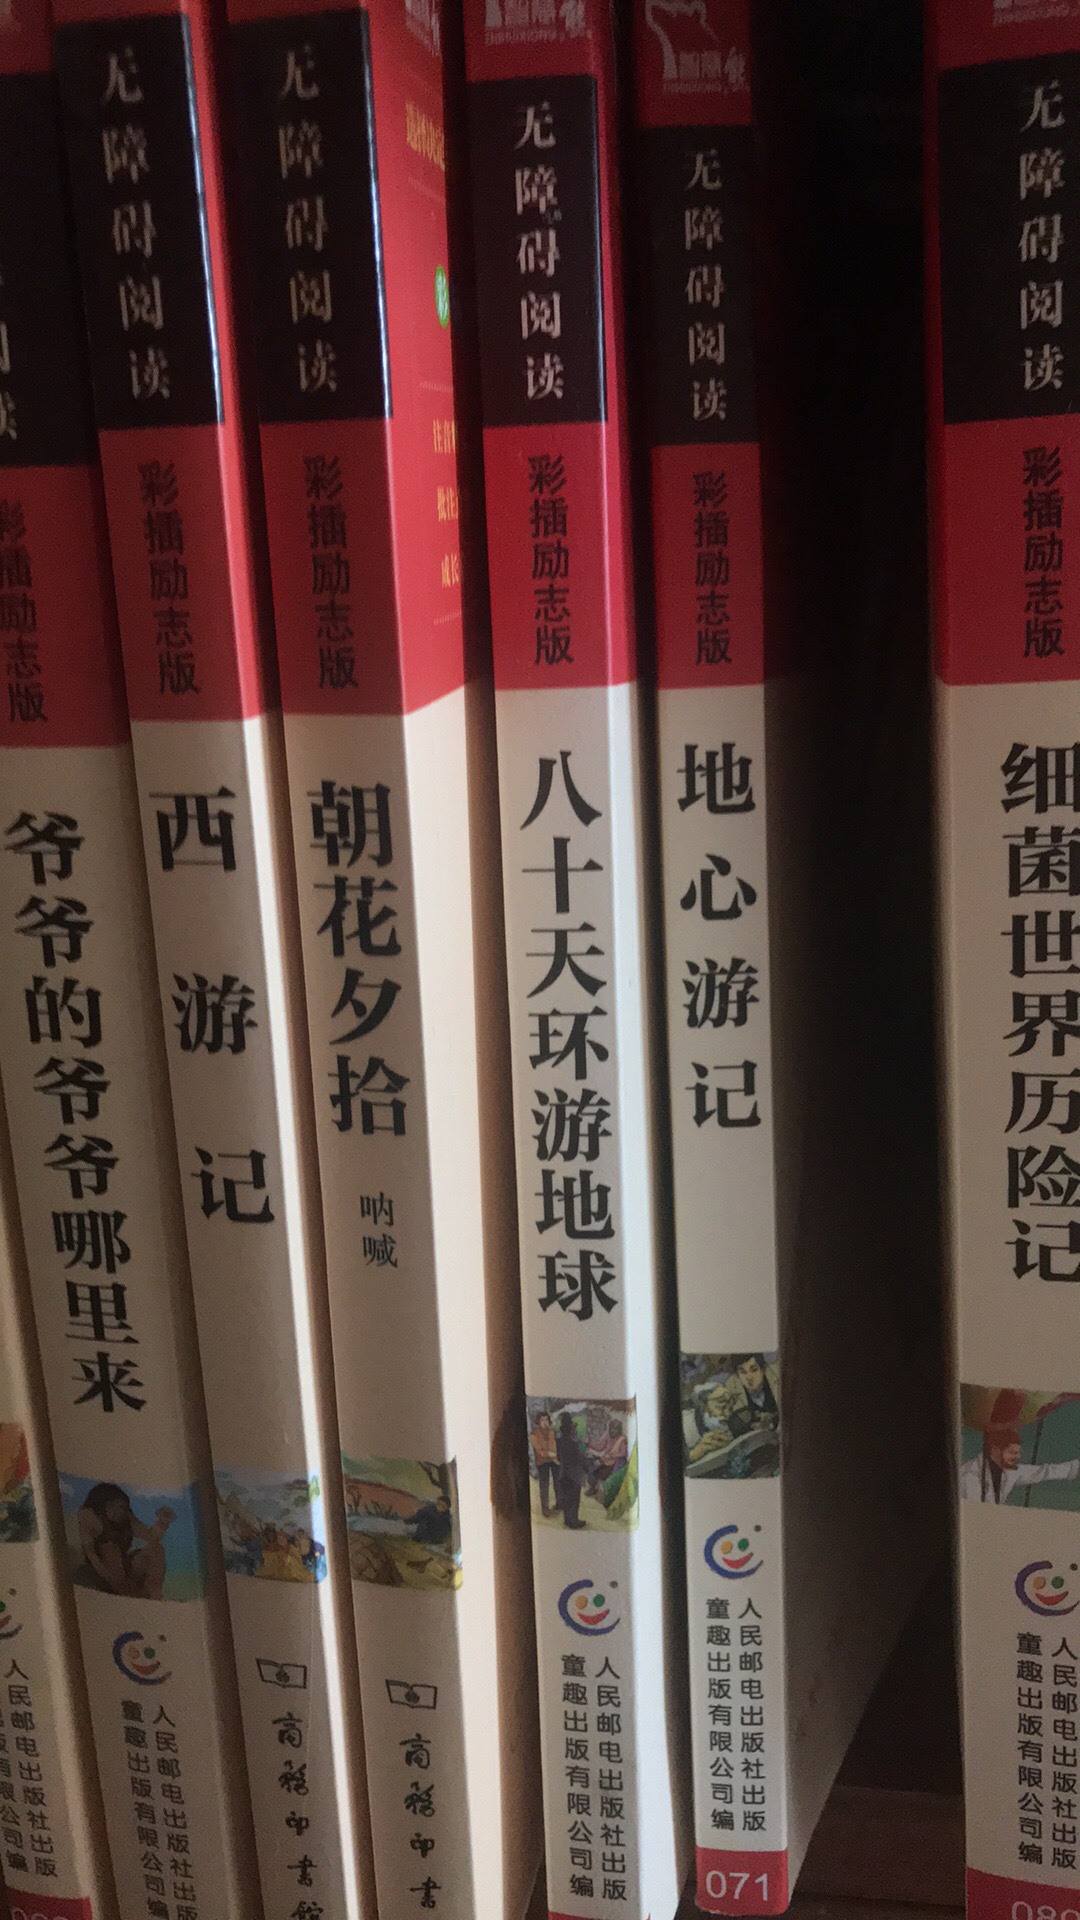 彩插励志版
爷爷的爷爷哪里来
人民邮电出版社出版
童趣出版有限公司编
无障碍阅读
彩插励志版
西游记
商务印书馆
无障碍阅读
彩插励志版
朝花夕拾
呐喊
商务印书
无障碍阅读
彩插励志版
八十天环游地球
人民邮电出版社出版
童趣出版有限公司编
无障碍阅读
彩插励志版
地心游记
人民邮电出版社出版
童趣出版有限公司编
071
无障碍阅读
彩插励志版
细菌世界历险记
人民邮电出版社出版
童趣出版有限公司编